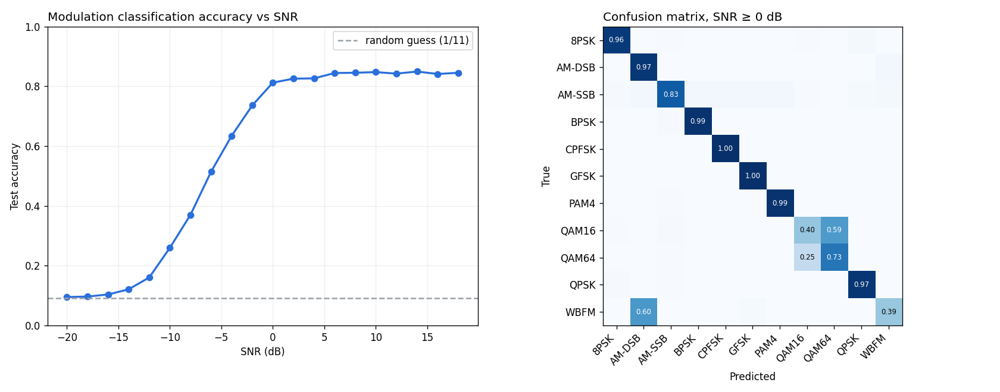 Modulation classification accuracy vs SNR
random guess (1/11)
Test accuracy
1.0
0.8
0.6
0.4
0.2
0.0
−20 −15 −10 −5 0 5 10 15
SNR (dB)
Confusion matrix, SNR ≥ 0 dB
True
8PSK 0.96
AM-DSB 0.97
AM-SSB 0.83
BPSK 0.99
CPFSK 1.00
GFSK 1.00
PAM4 0.99
QAM16 0.40 0.59
QAM64 0.25 0.73
QPSK 0.97
WBFM 0.60 0.39
8PSK AM-DSB AM-SSB BPSK CPFSK GFSK PAM4 QAM16 QAM64 QPSK WBFM
Predicted